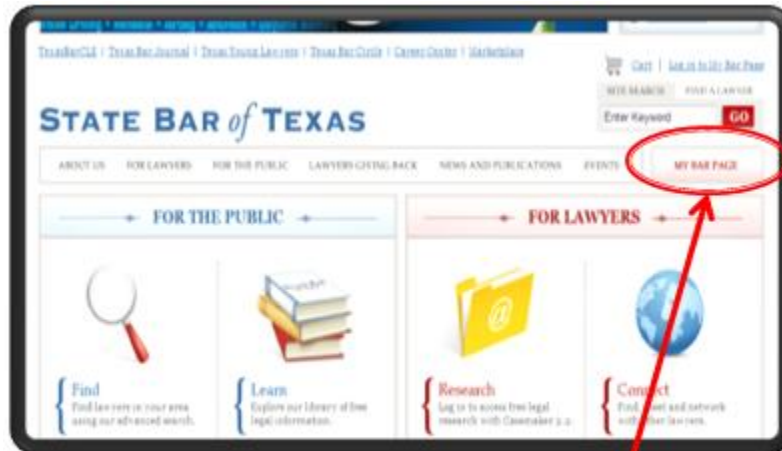 TexasBarCLE | Texas Bar Journal | Texas Young Lawyers | Texas Bar Circle | Career Center | Marketplace
Cart | Log in to My Bar Page
SITE SEARCH FIND A LAWYER
STATE BAR of TEXAS
Enter Keyword GO
ABOUT US FOR LAWYERS FOR THE PUBLIC LAWYERS GIVING BACK NEWS AND PUBLICATIONS EVENTS MY BAR PAGE
FOR THE PUBLIC
FOR LAWYERS
Find
Find lawyers in your area
using our advanced search.
Learn
Explore our library of free
legal information.
Research
Log in to access free legal
research with Casemaker 2.2.
Connect
Find, meet and network
with other lawyers.